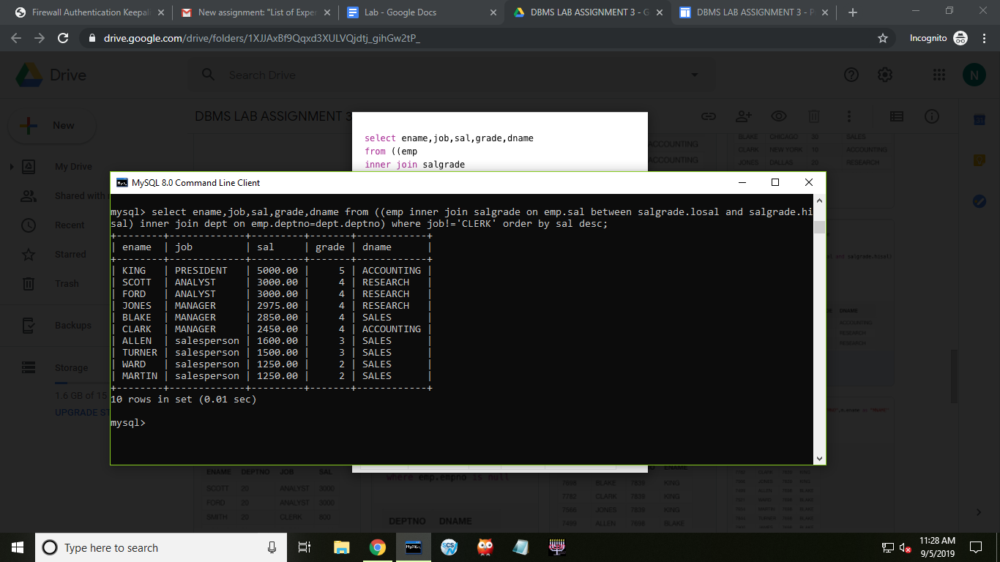 Firewall Authentication Keepali
New assignment: "List of Exper
Lab - Google Docs
DBMS LAB ASSIGNMENT 3 - G
DBMS LAB ASSIGNMENT 3 - P
drive.google.com/drive/folders/1XJJAxBf9Qqxd3XULVQjdtj_gihGw2tP_
Incognito
Drive
Search Drive
N
New
DBMS LAB ASSIGNMENT 3
My Drive
Shared with
Recent
Starred
Trash
Backups
Storage
1.6 GB of 15
UPGRADE ST
select ename,job,sal,grade,dname
from ((emp
inner join salgrade
ACCOUNTING
ACCOUNTING
BLAKE CHICAGO 30 SALES
CLARK NEW YORK 10 ACCOUNTING
JONES DALLAS 20 RESEARCH
MySQL 8.0 Command Line Client
mysql> select ename,job,sal,grade,dname from ((emp inner join salgrade on emp.sal between salgrade.losal and salgrade.hi
sal) inner join dept on emp.deptno=dept.deptno) where job!='CLERK' order by sal desc;
+--------+-------------+---------+-------+------------+
| ename  | job         | sal     | grade | dname      |
+--------+-------------+---------+-------+------------+
| KING   | PRESIDENT   | 5000.00 |     5 | ACCOUNTING |
| SCOTT  | ANALYST     | 3000.00 |     4 | RESEARCH   |
| FORD   | ANALYST     | 3000.00 |     4 | RESEARCH   |
| JONES  | MANAGER     | 2975.00 |     4 | RESEARCH   |
| BLAKE  | MANAGER     | 2850.00 |     4 | SALES      |
| CLARK  | MANAGER     | 2450.00 |     4 | ACCOUNTING |
| ALLEN  | salesperson | 1600.00 |     3 | SALES      |
| TURNER | salesperson | 1500.00 |     3 | SALES      |
| WARD   | salesperson | 1250.00 |     2 | SALES      |
| MARTIN | salesperson | 1250.00 |     2 | SALES      |
+--------+-------------+---------+-------+------------+
10 rows in set (0.01 sec)
mysql>
DNAME
ACCOUNTING
RESEARCH
RESEARCH
ENAME DEPTNO JOB SAL
SCOTT 20 ANALYST 3000
FORD 20 ANALYST 3000
SMITH 20 CLERK 800
where emp.empno is null
DEPTNO DNAME
ENAME
7698 BLAKE 7839 KING
7782 CLARK 7839 KING
7566 JONES 7839 KING
7499 ALLEN 7698 BLAKE
Type here to search
11:28 AM
9/5/2019